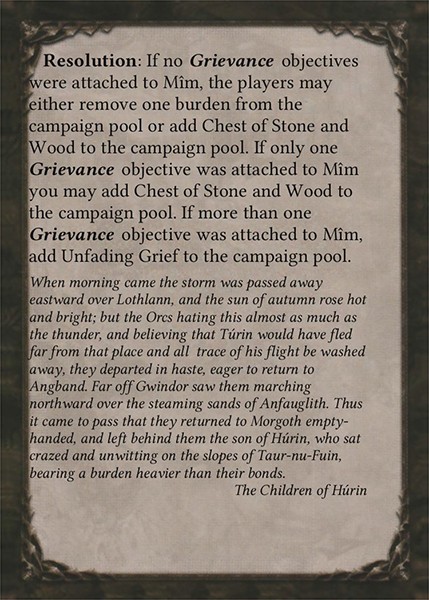 Resolution: If no Grievance objectives
were attached to Mîm, the players may
either remove one burden from the
campaign pool or add Chest of Stone and
Wood to the campaign pool. If only one
Grievance objective was attached to Mîm
you may add Chest of Stone and Wood to
the campaign pool. If more than one
Grievance objective was attached to Mîm,
add Unfading Grief to the campaign pool.
When morning came the storm was passed away
eastward over Lothlann, and the sun of autumn rose hot
and bright; but the Orcs hating this almost as much as
the thunder, and believing that Túrin would have fled
far from that place and all trace of his flight be washed
away, they departed in haste, eager to return to
Angband. Far off Gwindor saw them marching
northward over the steaming sands of Anfauglith. Thus
it came to pass that they returned to Morgoth empty-
handed, and left behind them the son of Húrin, who sat
crazed and unwitting on the slopes of Taur-nu-Fuin,
bearing a burden heavier than their bonds.
The Children of Húrin